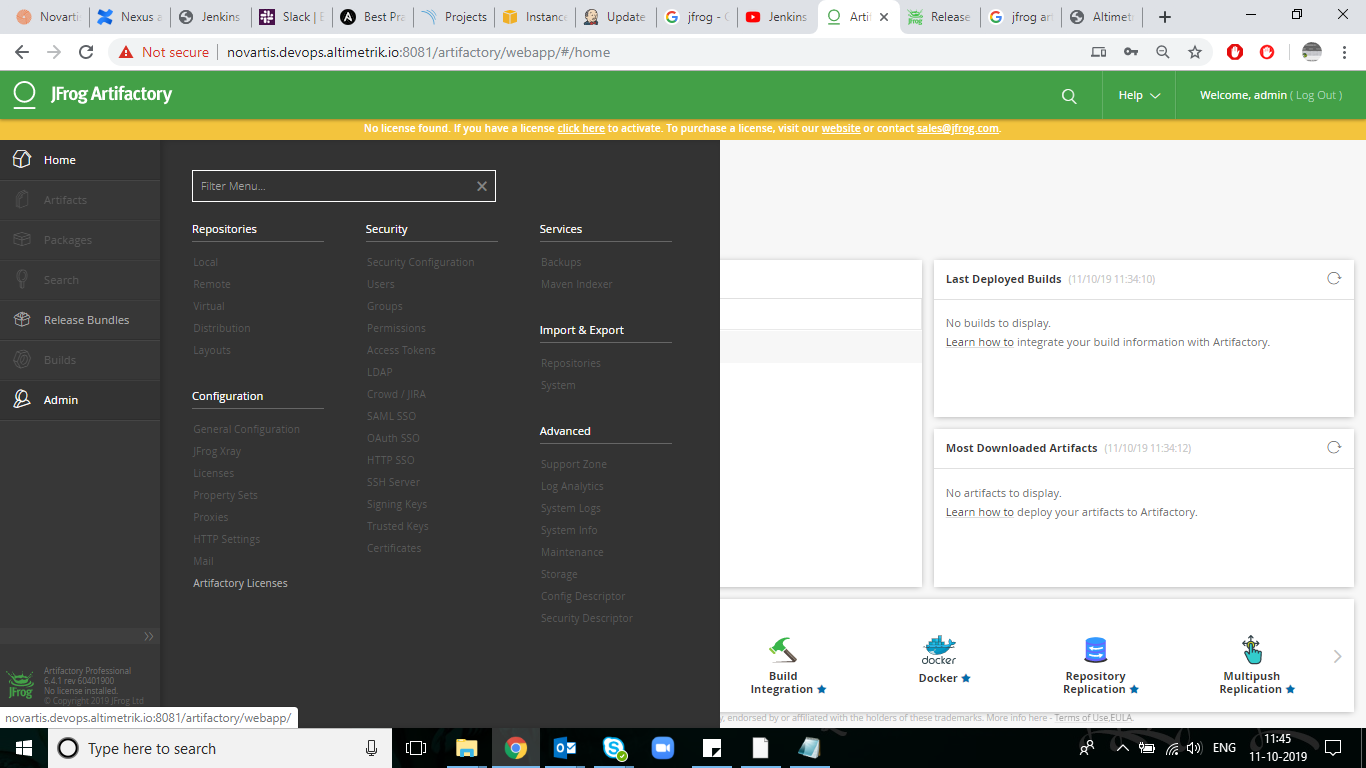 Novartis
Nexus a
Jenkins
Slack | E
Best Pra
Projects
Instance
Update
jfrog - G
Jenkins
Artif
Release
jfrog ar
Altimetr
Not secure
novartis.devops.altimetrik.io:8081/artifactory/webapp/#/home
JFrog Artifactory
Help
Welcome, admin ( Log Out )
No license found. If you have a license click here to activate. To purchase a license, visit our website or contact sales@jfrog.com.
Home
Artifacts
Packages
Search
Release Bundles
Builds
Admin
Filter Menu...
Repositories
Local
Remote
Virtual
Distribution
Layouts
Configuration
General Configuration
JFrog Xray
Licenses
Property Sets
Proxies
HTTP Settings
Mail
Artifactory Licenses
Security
Security Configuration
Users
Groups
Permissions
Access Tokens
LDAP
Crowd / JIRA
SAML SSO
OAuth SSO
HTTP SSO
SSH Server
Signing Keys
Trusted Keys
Certificates
Services
Backups
Maven Indexer
Import & Export
Repositories
System
Advanced
Support Zone
Log Analytics
System Logs
System Info
Maintenance
Storage
Config Descriptor
Security Descriptor
Last Deployed Builds (11/10/19 11:34:10)
No builds to display.
Learn how to integrate your build information with Artifactory.
Most Downloaded Artifacts (11/10/19 11:34:12)
No artifacts to display.
Learn how to deploy your artifacts to Artifactory.
Build
Integration
docker
Docker
Repository
Replication
Multipush
Replication
JFrog
Artifactory Professional
6.4.1 rev 60401900
No license installed.
© Copyright 2019 JFrog Ltd
novartis.devops.altimetrik.io:8081/artifactory/webapp/
, endorsed by or affiliated with the holders of these trademarks. More info here - Terms of Use,EULA.
Type here to search
ENG
11:45
11-10-2019